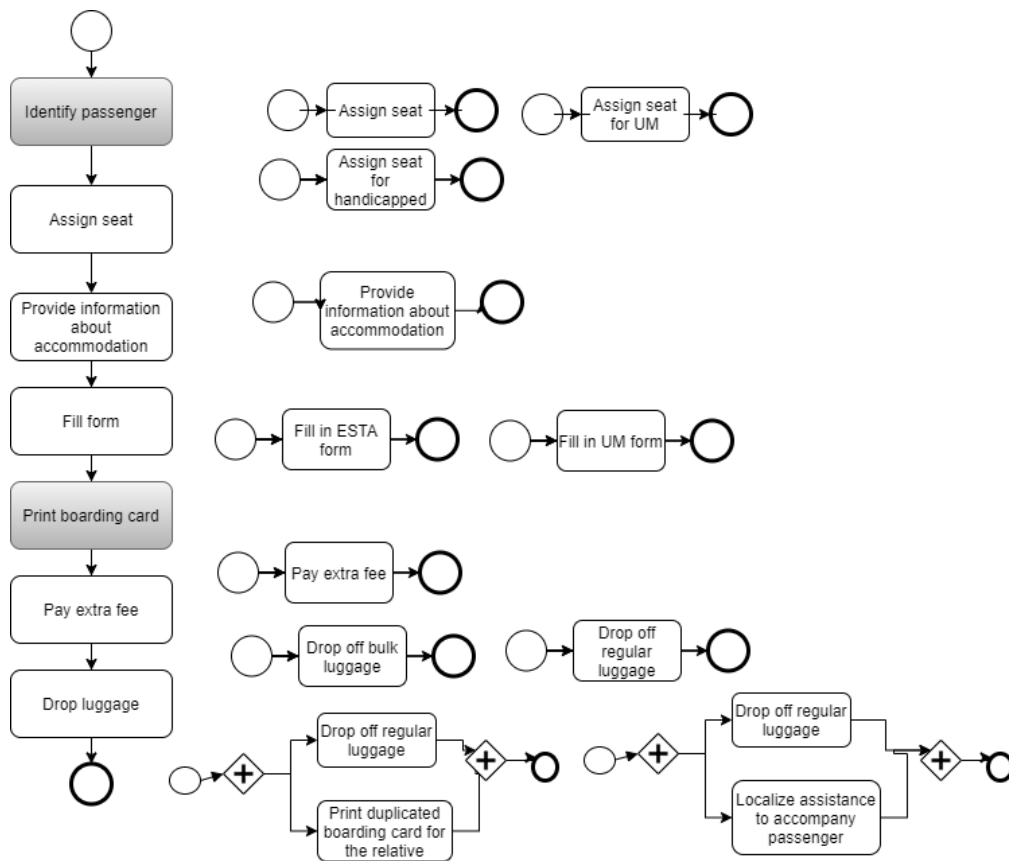 Identify passenger
Assign seat
Assign seat
for UM
Assign seat
for
handicapped
Assign seat
Provide information
about
accommodation
Provide
information about
accommodation
Fill form
Fill in ESTA
form
Fill in UM form
Print boarding card
Pay extra fee
Pay extra fee
Drop off bulk
luggage
Drop off
regular
luggage
Drop luggage
Drop off regular
luggage
Print duplicated
boarding card for
the relative
Drop off regular
luggage
Localize assistance
to accompany
passenger